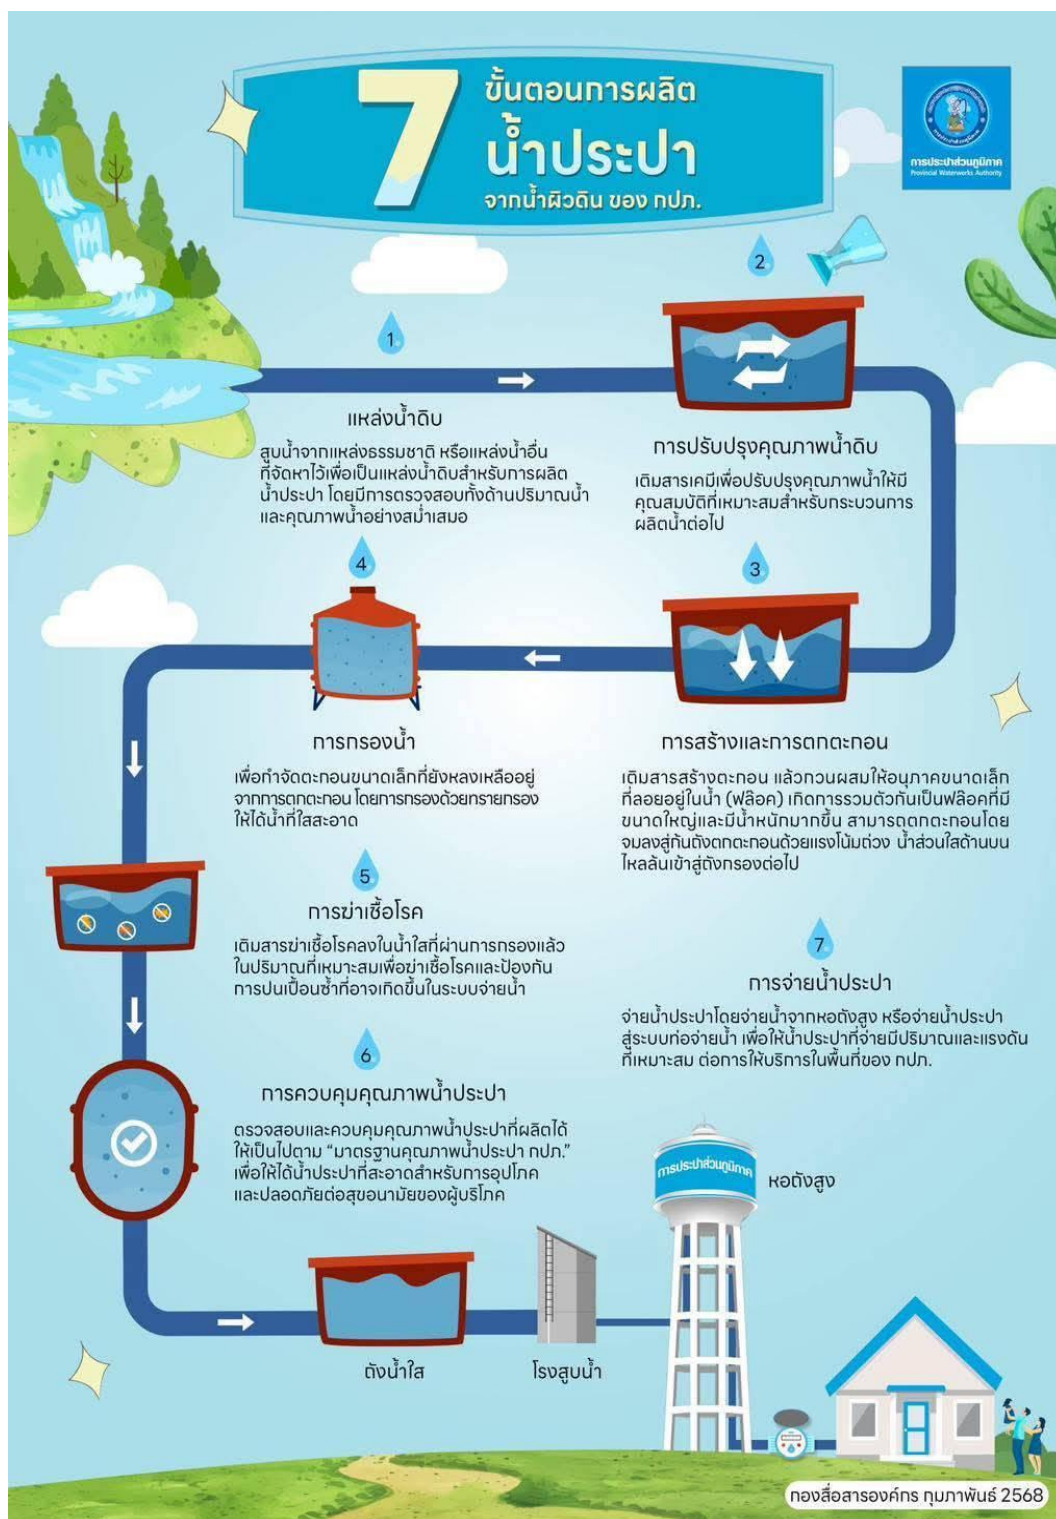 7
ขั้นตอนการผลิต
น้ำประปา
จากน้ำผิวดิน ของ กปภ.
การประปาส่วนภูมิภาค
Provincial Waterworks Authority
1
แหล่งน้ำดิบ
สูบน้ำจากแหล่งธรรมชาติ หรือแหล่งน้ำอื่น
ที่จัดหาไว้เพื่อเป็นแหล่งน้ำดิบสำหรับการผลิต
น้ำประปา โดยมีการตรวจสอบทั้งด้านปริมาณน้ำ
และคุณภาพน้ำอย่างสม่ำเสมอ
2
การปรับปรุงคุณภาพน้ำดิบ
เติมสารเคมีเพื่อปรับปรุงคุณภาพน้ำให้มี
คุณสมบัติที่เหมาะสมสำหรับกระบวนการ
ผลิตน้ำต่อไป
3
การสร้างและการตกตะกอน
เติมสารสร้างตะกอน แล้วกวนผสมให้อนุภาคขนาดเล็ก
ที่ลอยอยู่ในน้ำ (ฟล๊อค) เกิดการรวมตัวกันเป็นฟล๊อคที่มี
ขนาดใหญ่และมีน้ำหนักมากขึ้น สามารถตกตะกอนโดย
จมลงสู่ก้นถังตกตะกอนด้วยแรงโน้มถ่วง น้ำส่วนใสด้านบน
ไหลล้นเข้าสู่ถังกรองต่อไป
4
การกรองน้ำ
เพื่อกำจัดตะกอนขนาดเล็กที่ยังหลงเหลืออยู่
จากการตกตะกอน โดยการกรองด้วยทรายกรอง
ให้ได้น้ำที่ใสสะอาด
5
การฆ่าเชื้อโรค
เติมสารฆ่าเชื้อโรคลงในน้ำใสที่ผ่านการกรองแล้ว
ในปริมาณที่เหมาะสมเพื่อฆ่าเชื้อโรคและป้องกัน
การปนเปื้อนซ้ำที่อาจเกิดขึ้นในระบบจ่ายน้ำ
6
การควบคุมคุณภาพน้ำประปา
ตรวจสอบและควบคุมคุณภาพน้ำประปาที่ผลิตได้
ให้เป็นไปตาม “มาตรฐานคุณภาพน้ำประปา กปภ.”
เพื่อให้ได้น้ำประปาที่สะอาดสำหรับการอุปโภค
และปลอดภัยต่อสุขอนามัยของผู้บริโภค
7
การจ่ายน้ำประปา
จ่ายน้ำประปาโดยจ่ายน้ำจากหอถังสูง หรือจ่ายน้ำประปา
สู่ระบบท่อจ่ายน้ำ เพื่อให้น้ำประปาที่จ่ายมีปริมาณและแรงดัน
ที่เหมาะสม ต่อการให้บริการในพื้นที่ของ กปภ.
การประปาส่วนภูมิภาค
หอถังสูง
ถังน้ำใส
โรงสูบน้ำ
กองสื่อสารองค์กร กุมภาพันธ์ 2568